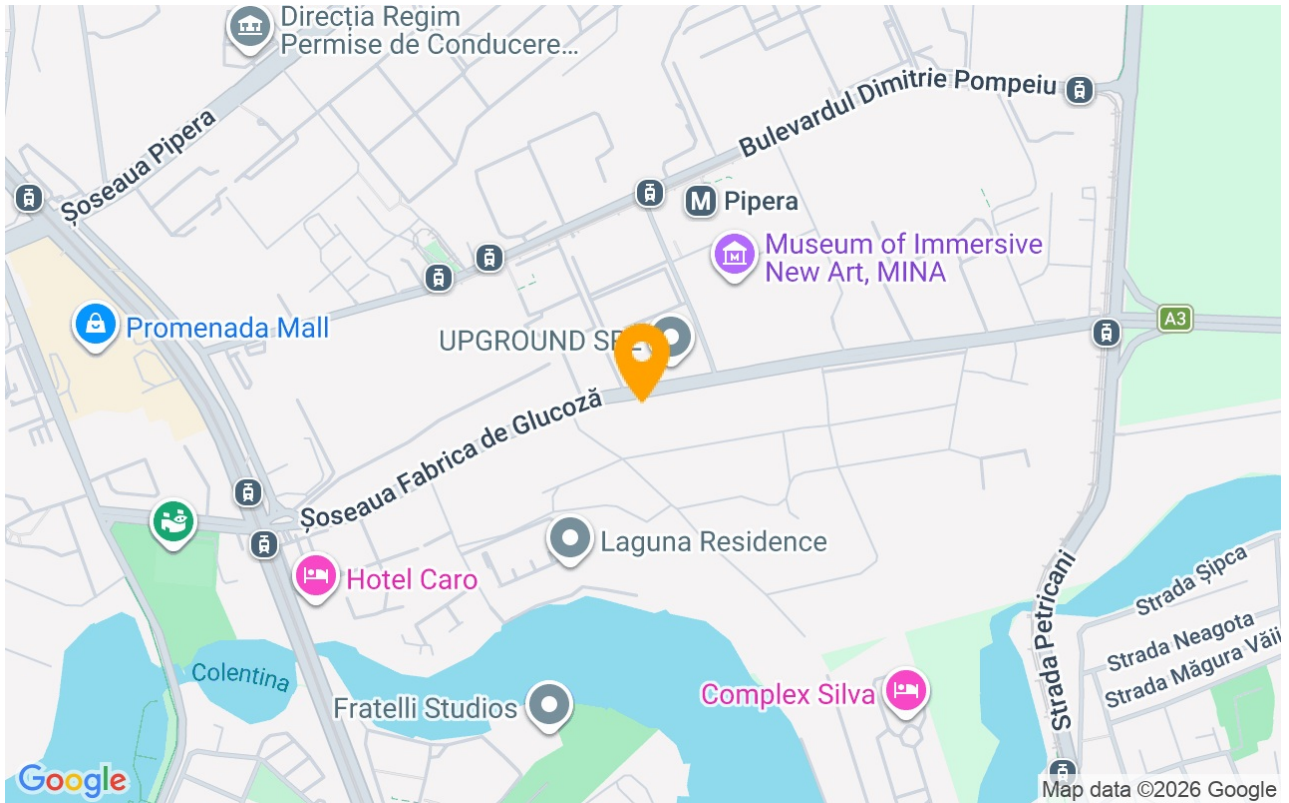 Direcția Regim
Permise de Conducere...
Șoseaua Pipera
Bulevardul Dimitrie Pompeiu
M Pipera
Museum of Immersive
New Art, MINA
M
Promenada Mall
UPGROUND
A3
Șoseaua Fabrica de Glucoză
Laguna Residence
Hotel Caro
Colentina
Fratelli Studios
Complex Silva
Strada Petricani
Strada Șipca
Strada Neagota
Strada Măgura Văii
Google
Map data ©2026 Google